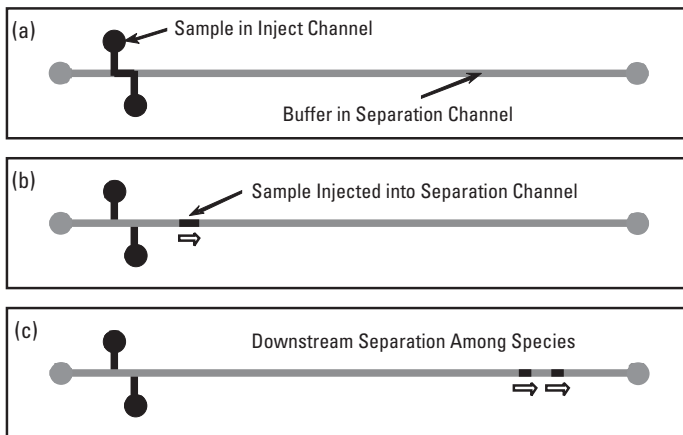 (a)
Sample in Inject Channel
Buffer in Separation Channel
(b)
Sample Injected into Separation Channel
(c)
Downstream Separation Among Species